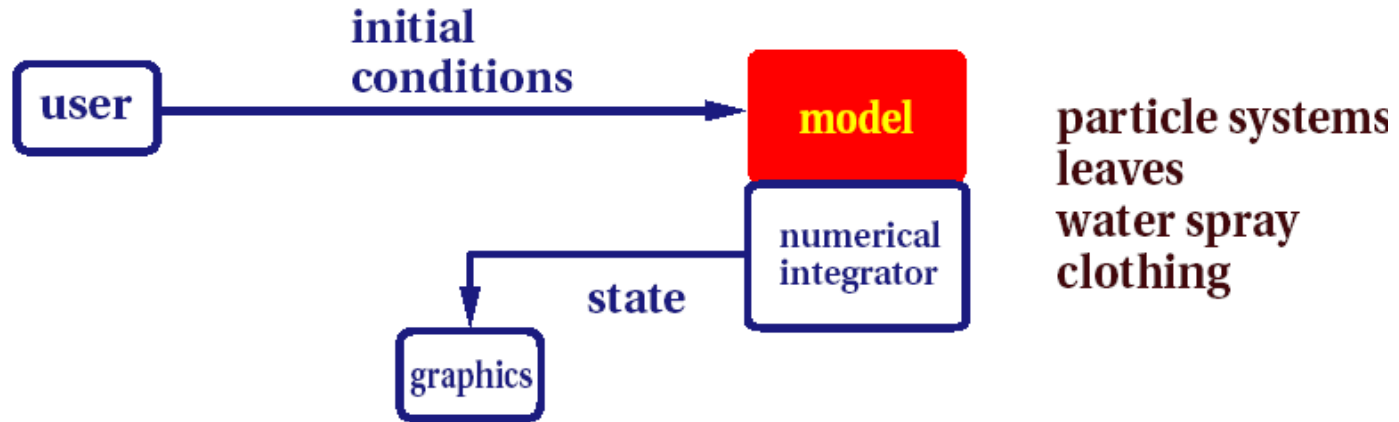 initial
conditions
user
model
particle systems
leaves
water spray
clothing
numerical
integrator
state
graphics